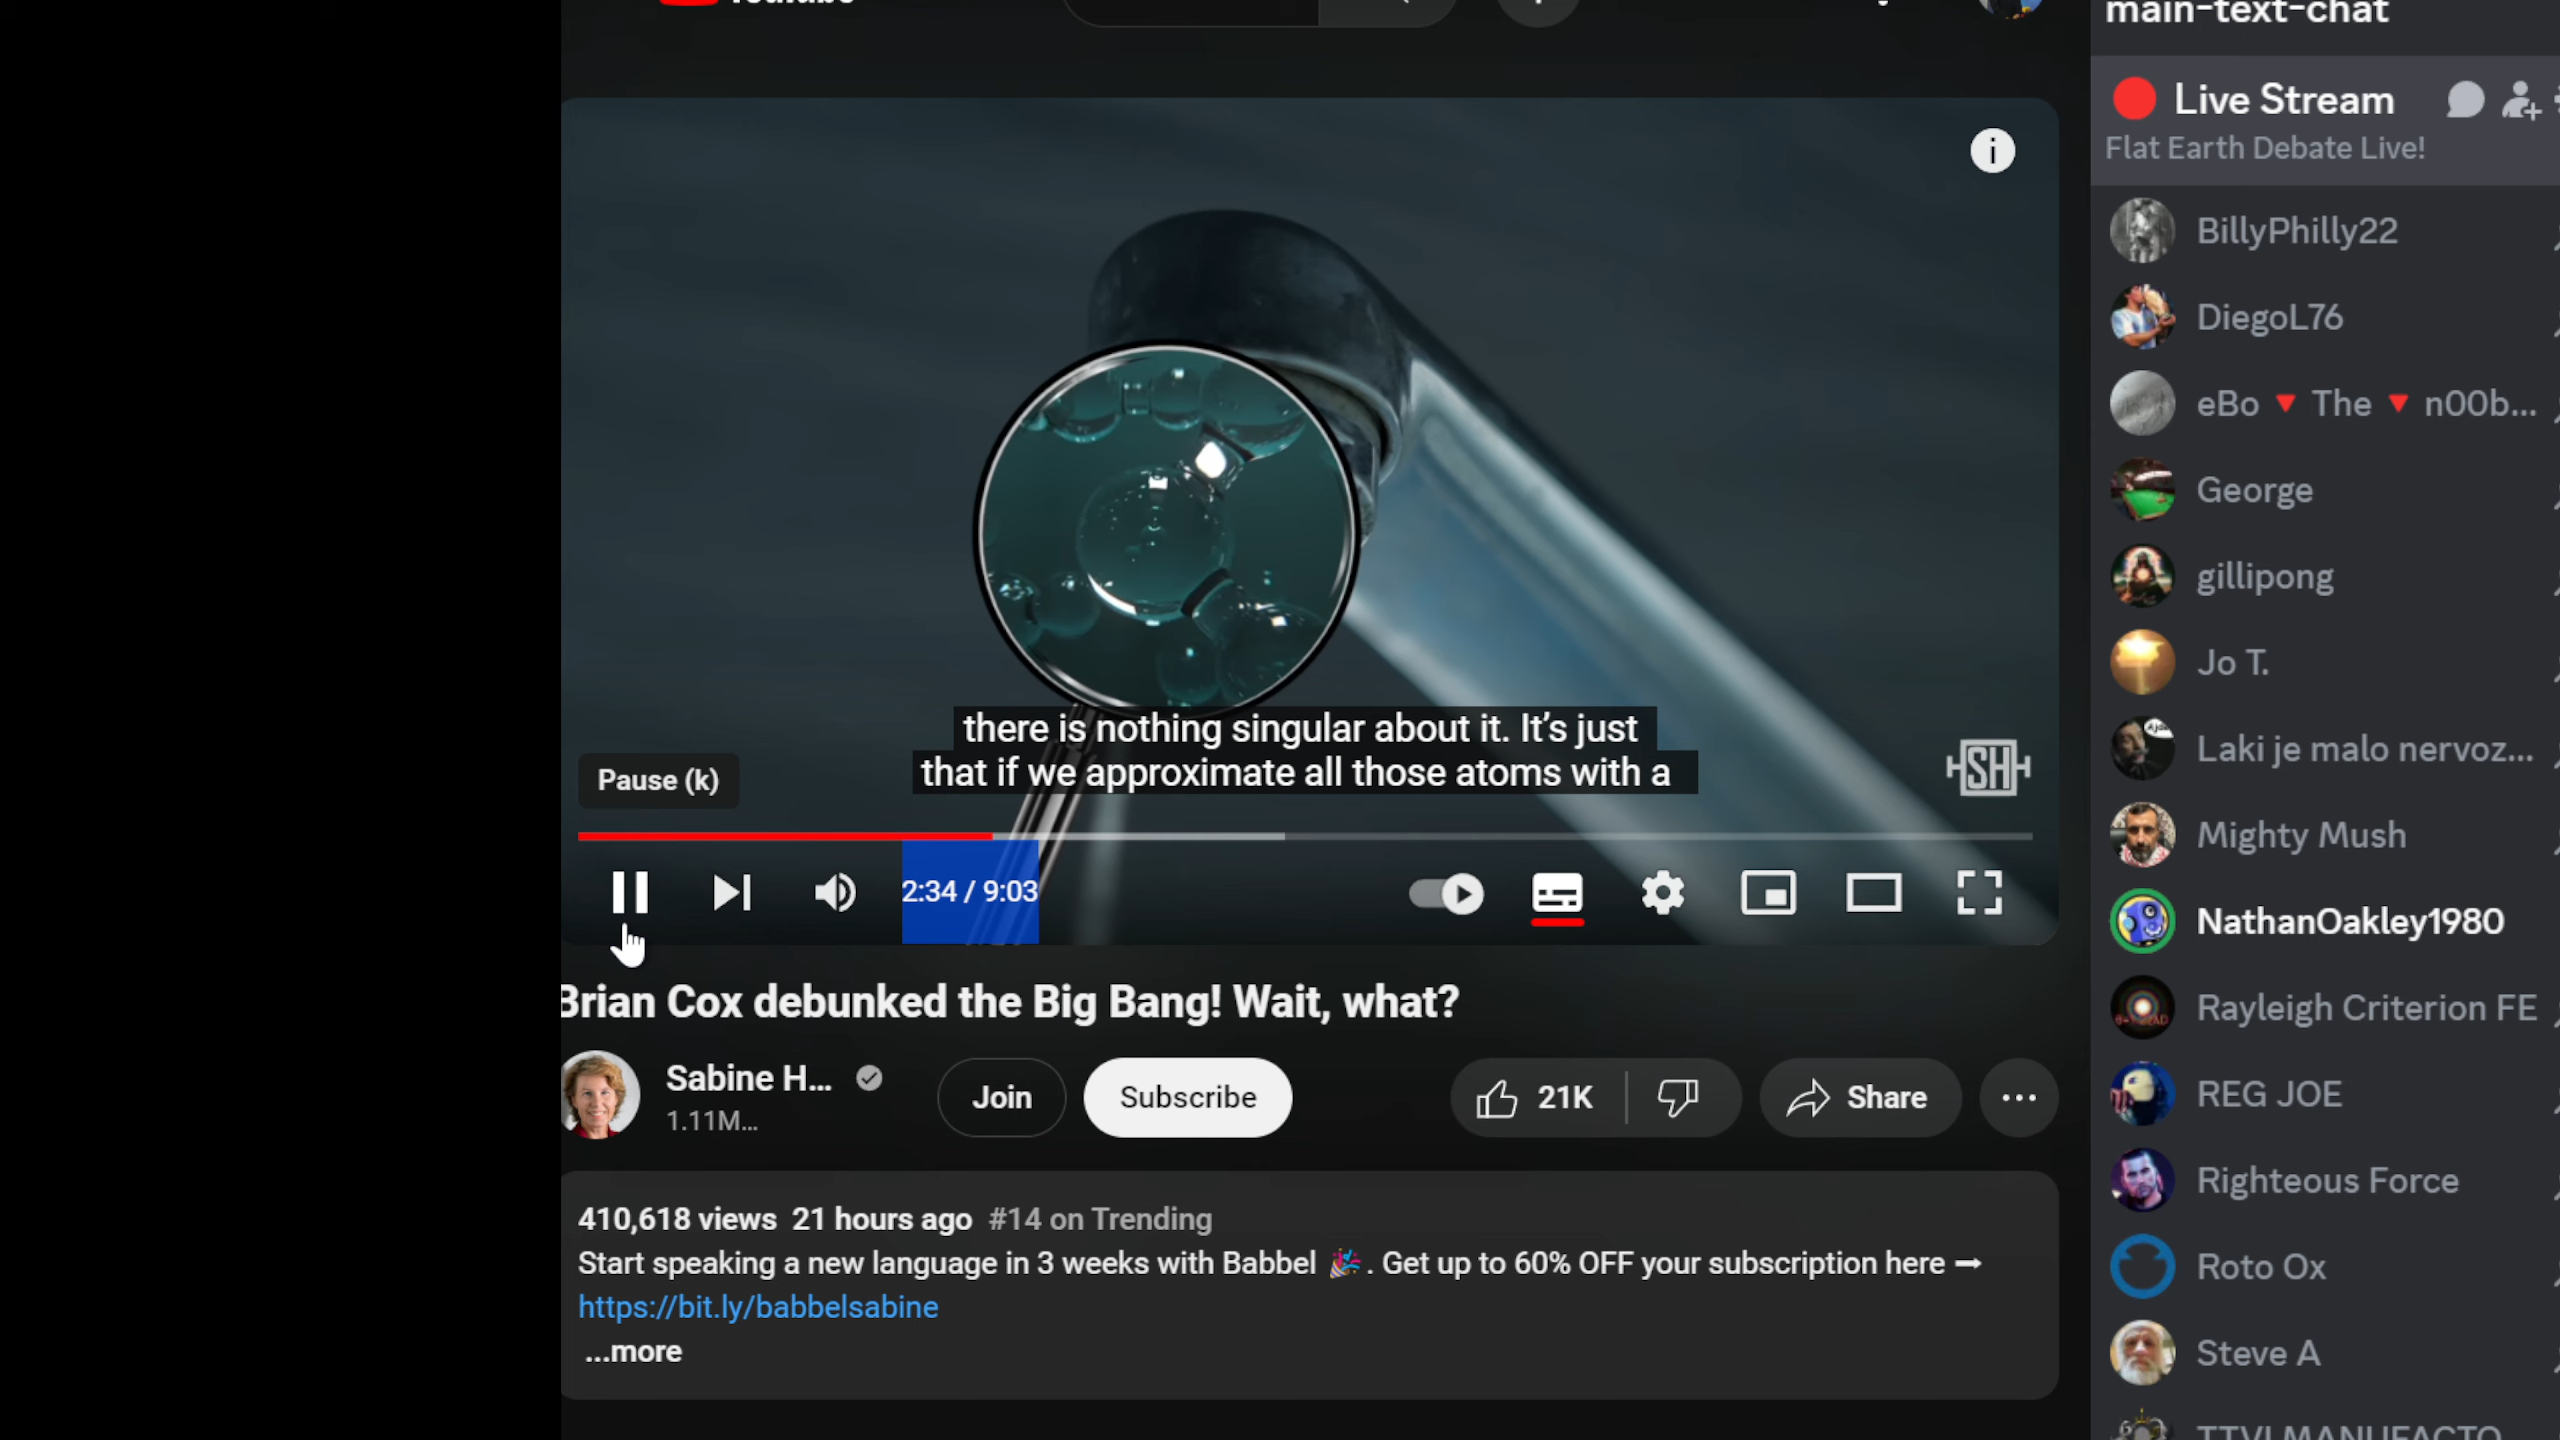 main-text-chat
Live Stream
Flat Earth Debate Live!
BillyPhilly22
DiegoL76
eBo 🔻 The 🔻 n00b...
George
gillipong
Jo T.
Laki je malo nervoz...
Mighty Mush
NathanOakley1980
Rayleigh Criterion FE
REG JOE
Righteous Force
Roto Ox
Steve A
there is nothing singular about it. It’s just
that if we approximate all those atoms with a
SH
Pause (k)
2:34 / 9:03
Brian Cox debunked the Big Bang! Wait, what?
Sabine H...
1.11M...
Join
Subscribe
21K
Share
410,618 views 21 hours ago #14 on Trending
Start speaking a new language in 3 weeks with Babbel 🎉. Get up to 60% OFF your subscription here ➞
https://bit.ly/babbelsabine
...more